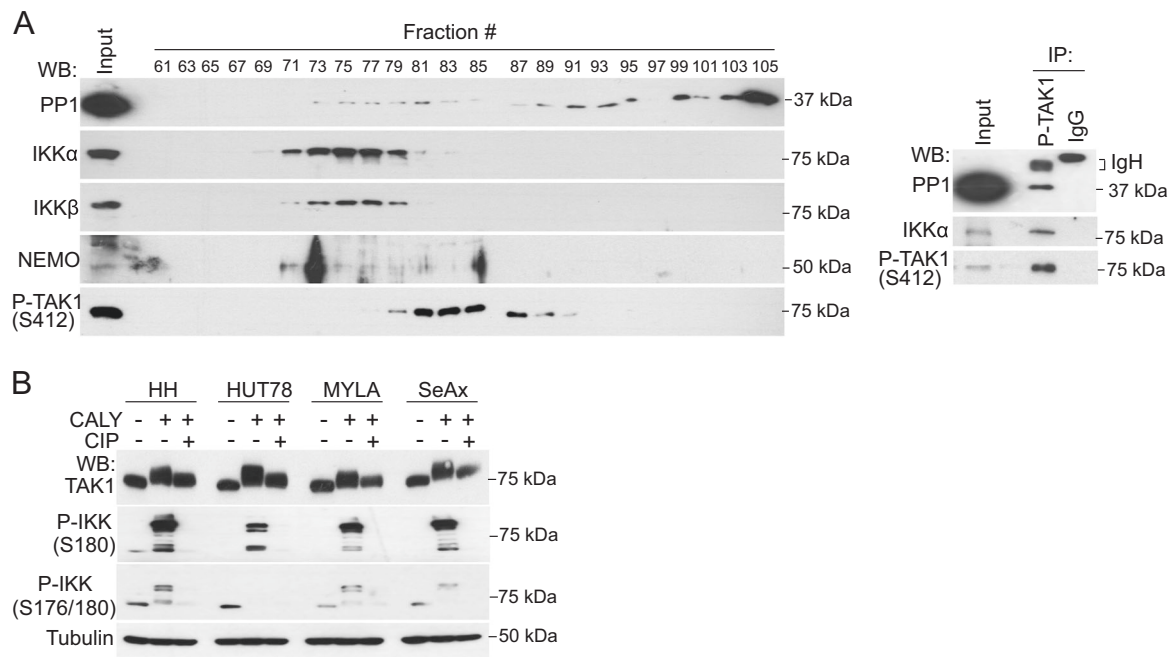 A
Input
Fraction #
WB:
61 63 65 67 69 71 73 75 77 79 81 83 85 87 89 91 93 95 97 99 101 103 105
PP1
37 kDa
IKKα
75 kDa
IKKβ
75 kDa
NEMO
50 kDa
P-TAK1
(S412)
75 kDa
IP:
Input
P-TAK1
IgG
WB:
IgH
PP1
37 kDa
IKKα
75 kDa
P-TAK1
(S412)
75 kDa
B
HH HUT78 MYLA SeAx
CALY - + + - + + - + + - + +
CIP - - + - - + - - + - - +
WB:
TAK1
75 kDa
P-IKK
(S180)
75 kDa
P-IKK
(S176/180)
75 kDa
Tubulin
50 kDa